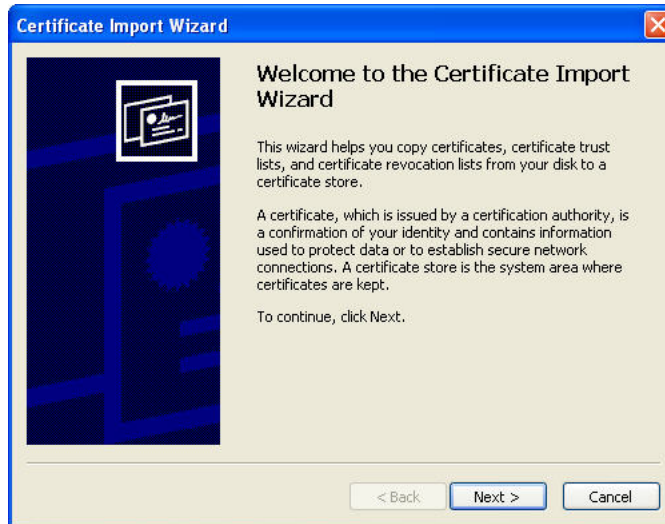 Certificate Import Wizard
Welcome to the Certificate Import
Wizard
This wizard helps you copy certificates, certificate trust
lists, and certificate revocation lists from your disk to a
certificate store.
A certificate, which is issued by a certification authority, is
a confirmation of your identity and contains information
used to protect data or to establish secure network
connections. A certificate store is the system area where
certificates are kept.
To continue, click Next.
< Back Next > Cancel